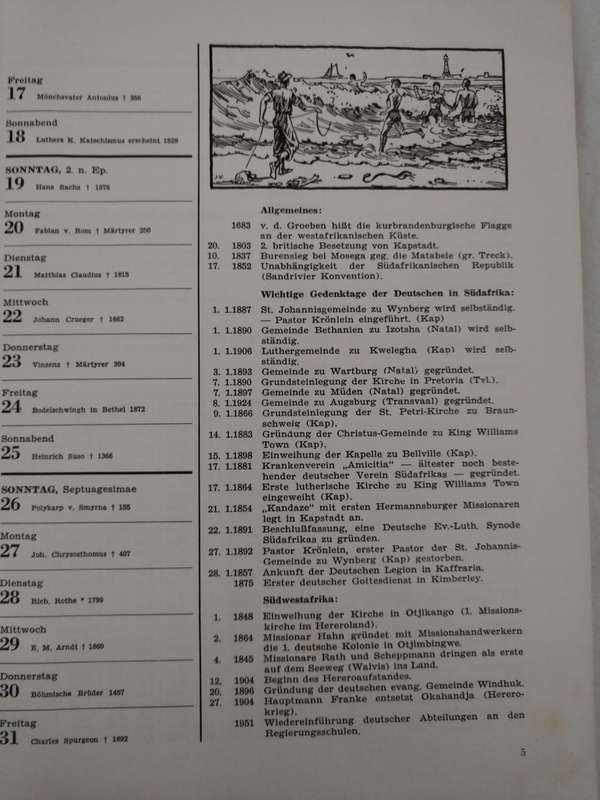 Freitag
17 Mönchsvater Antonius † 356
Sonnabend
18 Luthers K. Katechismus erscheint 1529
SONNTAG, 2. n. Ep.
19 Hans Sachs † 1576
Montag
20 Fabian v. Rom † Märtyrer 250
Dienstag
21 Matthias Claudius † 1815
Mittwoch
22 Johann Crueger † 1662
Donnerstag
23 Vinzens † Märtyrer 304
Freitag
24 Bodelschwingh in Bethel 1872
Sonnabend
25 Heinrich Suso † 1366
SONNTAG, Septuagesimae
26 Polykarp v. Smyrna † 155
Montag
27 Joh. Chrysosthomus † 407
Dienstag
28 Rich. Rothe * 1799
Mittwoch
29 E. M. Arndt † 1860
Donnerstag
30 Böhmische Brüder 1457
Freitag
31 Charles Spurgeon † 1892
Allgemeines:
1683 v. d. Groeben hißt die kurbrandenburgische Flagge
an der westafrikanischen Küste.
20. 1803 2. britische Besetzung von Kapstadt.
10. 1837 Burensieg bei Mosega geg. die Matabele (gr. Treck).
17. 1852 Unabhängigkeit der Südafrikanischen Republik
(Sandrivier Konvention).
Wichtige Gedenktage der Deutschen in Südafrika:
1. 1.1887 St. Johannisgemeinde zu Wynberg wird selbständig.
— Pastor Krönlein eingeführt. (Kap)
1. 1.1890 Gemeinde Bethanien zu Izotsha (Natal) wird selb-
ständig.
1. 1.1906 Luthergemeinde zu Kwelegha (Kap) wird selb-
ständig.
3. 1.1893 Gemeinde zu Wartburg (Natal) gegründet.
7. 1.1890 Grundsteinlegung der Kirche in Pretoria (Tvl.).
7. 1.1897 Gemeinde zu Müden (Natal) gegründet.
8. 1.1924 Gemeinde zu Augsburg (Transvaal) gegründet.
9. 1.1866 Grundsteinlegung der St. Petri-Kirche zu Braun-
schweig (Kap).
14. 1.1883 Gründung der Christus-Gemeinde zu King Williams
Town (Kap).
15. 1.1898 Einweihung der Kapelle zu Bellville (Kap).
17. 1.1881 Krankenverein „Amicitia“ — ältester noch beste-
hender deutscher Verein Südafrikas — gegründet.
17. 1.1864 Erste lutherische Kirche zu King Williams Town
eingeweiht (Kap).
21. 1.1854 „Kandaze“ mit ersten Hermannsburger Missionaren
legt in Kapstadt an.
22. 1.1891 Beschlußfassung, eine Deutsche Ev.-Luth. Synode
Südafrikas zu gründen.
27. 1.1892 Pastor Krönlein, erster Pastor der St. Johannis-
Gemeinde zu Wynberg (Kap) gestorben.
28. 1.1857 Ankunft der Deutschen Legion in Kaffraria.
1875 Erster deutscher Gottesdienst in Kimberley.
Südwestafrika:
1. 1848 Einweihung der Kirche in Otjikango (1. Missions-
kirche im Hereroland).
2. 1864 Missionar Hahn gründet mit Missionshandwerkern
die 1. deutsche Kolonie in Otjimbingwe.
4. 1845 Missionare Rath und Scheppmann dringen als erste
auf dem Seeweg (Walvis) ins Land.
12. 1904 Beginn des Hereroaufstandes.
20. 1896 Gründung der deutschen evang. Gemeinde Windhuk.
27. 1904 Hauptmann Franke entsetzt Okahandja (Herero-
krieg).
1951 Wiedereinführung deutscher Abteilungen an den
Regierungsschulen.
5